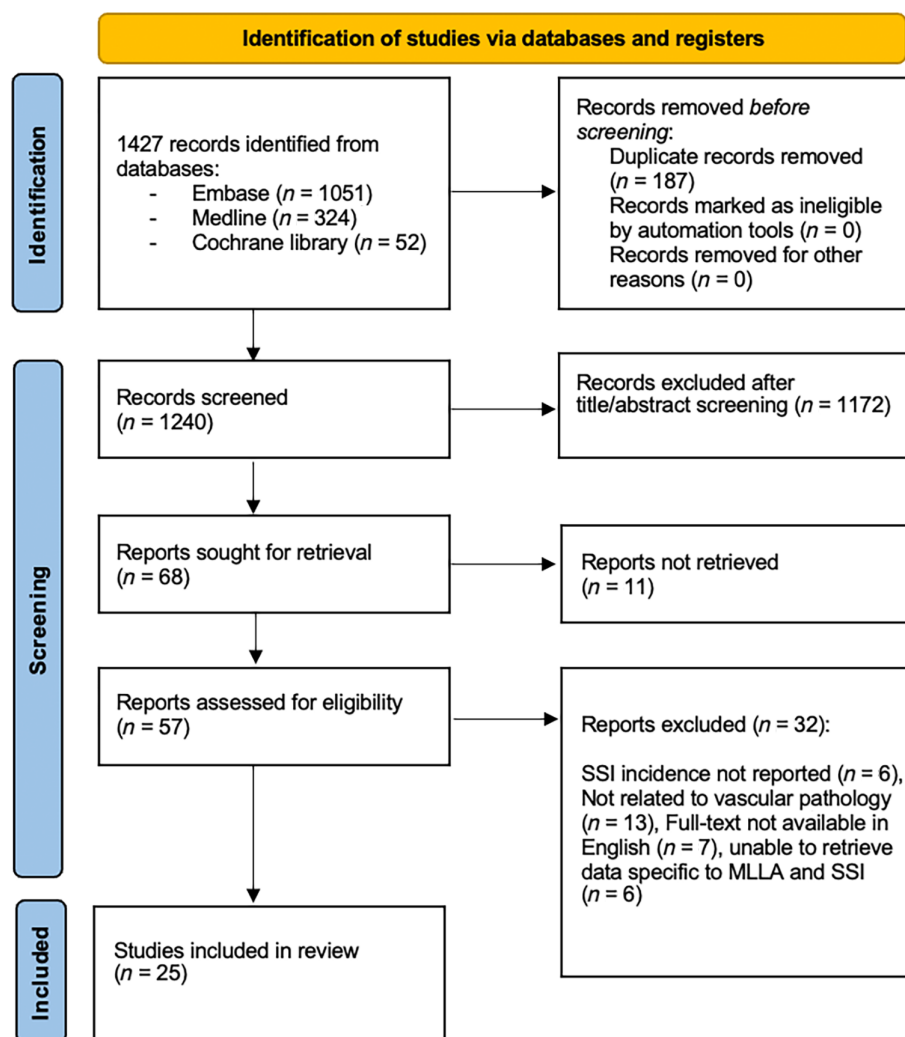 Identification of studies via databases and registers
Identification
1427 records identified from
databases:
- Embase (n = 1051)
- Medline (n = 324)
- Cochrane library (n = 52)
Records removed before
screening:
Duplicate records removed
(n = 187)
Records marked as ineligible
by automation tools (n = 0)
Records removed for other
reasons (n = 0)
Screening
Records screened
(n = 1240)
Records excluded after
title/abstract screening (n = 1172)
Reports sought for retrieval
(n = 68)
Reports not retrieved
(n = 11)
Reports assessed for eligibility
(n = 57)
Reports excluded (n = 32):
SSI incidence not reported (n = 6),
Not related to vascular pathology
(n = 13), Full-text not available in
English (n = 7), unable to retrieve
data specific to MLLA and SSI
(n = 6)
Included
Studies included in review
(n = 25)